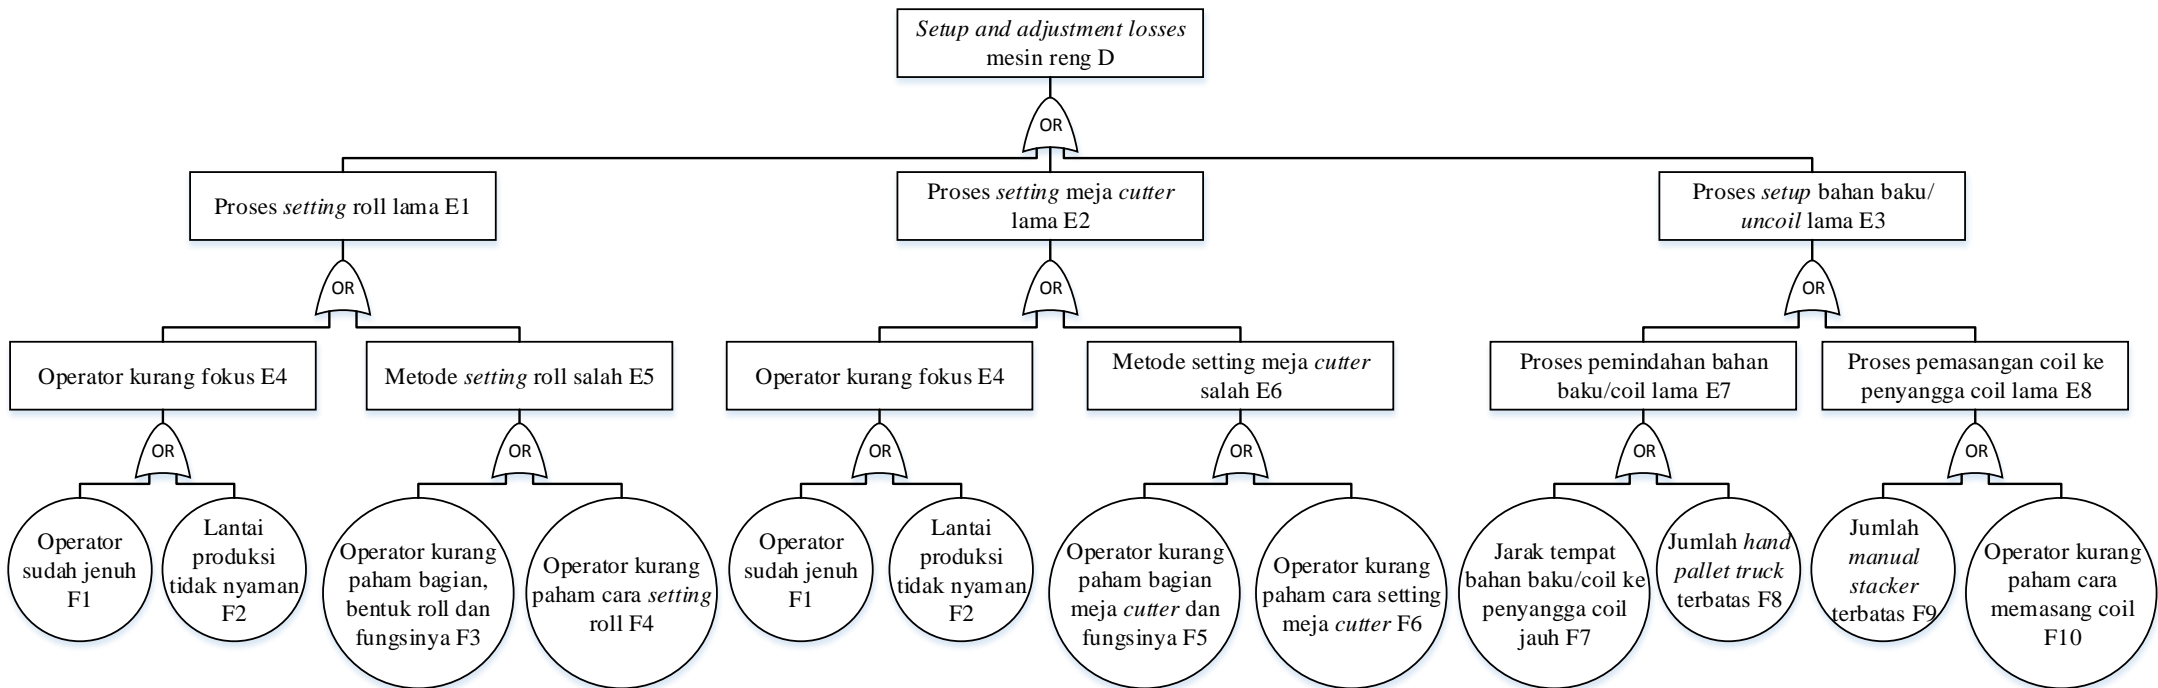 Setup and adjustment losses
mesin reng D
OR
Proses setting roll lama E1
Proses setting meja cutter
lama E2
Proses setup bahan baku/
uncoil lama E3
OR
OR
OR
Operator kurang fokus E4
Metode setting roll salah E5
Operator kurang fokus E4
Metode setting meja cutter
salah E6
Proses pemindahan bahan
baku/coil lama E7
Proses pemasangan coil ke
penyangga coil lama E8
OR
OR
OR
OR
OR
OR
Operator
sudah jenuh
F1
Lantai
produksi
tidak nyaman
F2
Operator kurang
paham bagian,
bentuk roll dan
fungsinya F3
Operator kurang
paham cara setting
roll F4
Operator
sudah jenuh
F1
Lantai
produksi
tidak nyaman
F2
Operator kurang
paham bagian
meja cutter dan
fungsinya F5
Operator kurang
paham cara setting
meja cutter F6
Jarak tempat
bahan baku/coil ke
penyangga coil
jauh F7
Jumlah hand
pallet truck
terbatas F8
Jumlah
manual
stacker
terbatas F9
Operator kurang
paham cara
memasang coil
F10